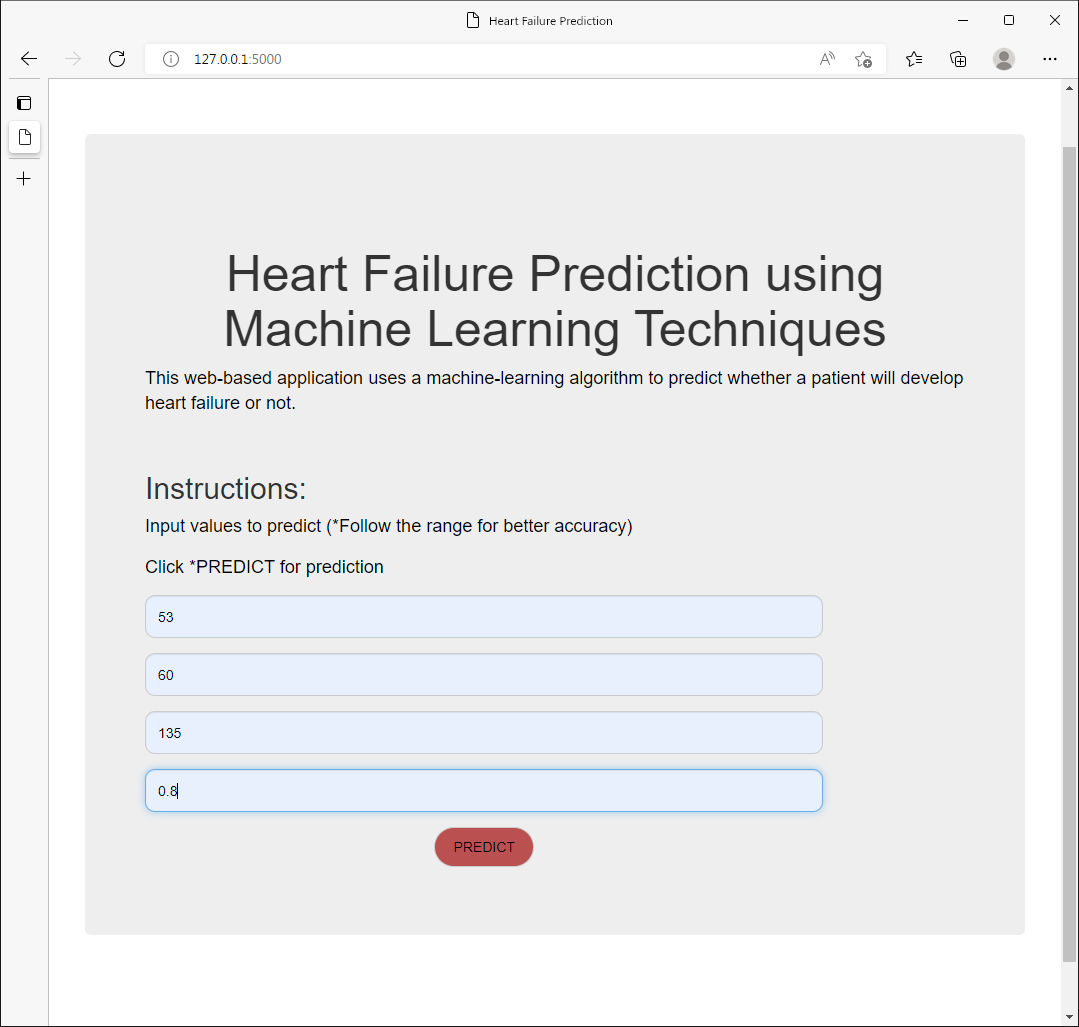 Heart Failure Prediction
127.0.0.1:5000
Heart Failure Prediction using
Machine Learning Techniques
This web-based application uses a machine-learning algorithm to predict whether a patient will develop
heart failure or not.
Instructions:
Input values to predict (*Follow the range for better accuracy)
Click *PREDICT for prediction
53
60
135
0.8
PREDICT